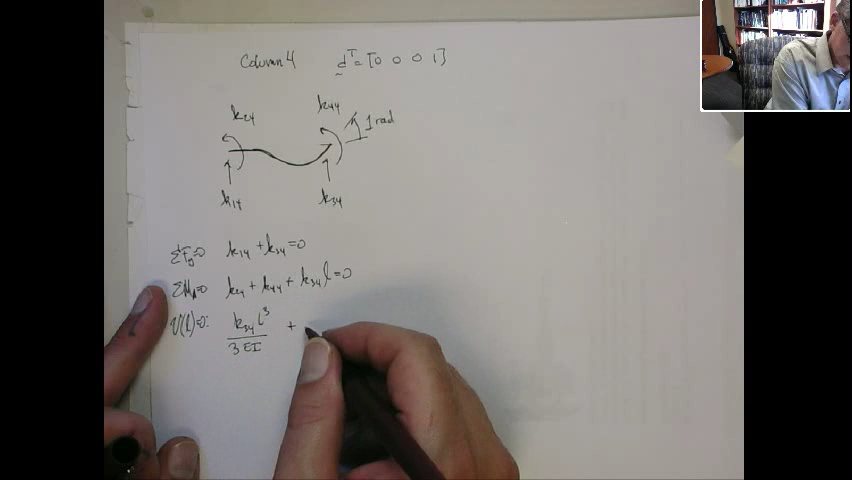 Column 4 d^T = [0 0 0 1]
k24 k44 1 rad
k14 k34
ΣFy=0 k14 + k34 = 0
ΣMA=0 k24 + k44 + k34 l = 0
v(l)=0: k34 l^3 / 3EI +